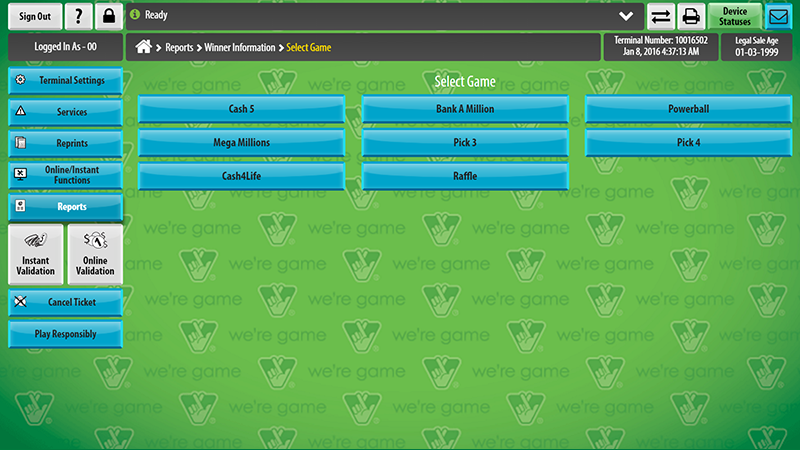 Sign Out
?
Ready
Device
Statuses
Logged In As - 00
Reports
Winner Information
Select Game
Terminal Number: 10016502
Jan 8, 2016 4:37:13 AM
Legal Sale Age
01-03-1999
Terminal Settings
Services
Reprints
Online/Instant
Functions
Reports
Instant
Validation
Online
Validation
Cancel Ticket
Play Responsibly
Select Game
Cash 5
Bank A Million
Powerball
Mega Millions
Pick 3
Pick 4
Cash4Life
Raffle
we're game